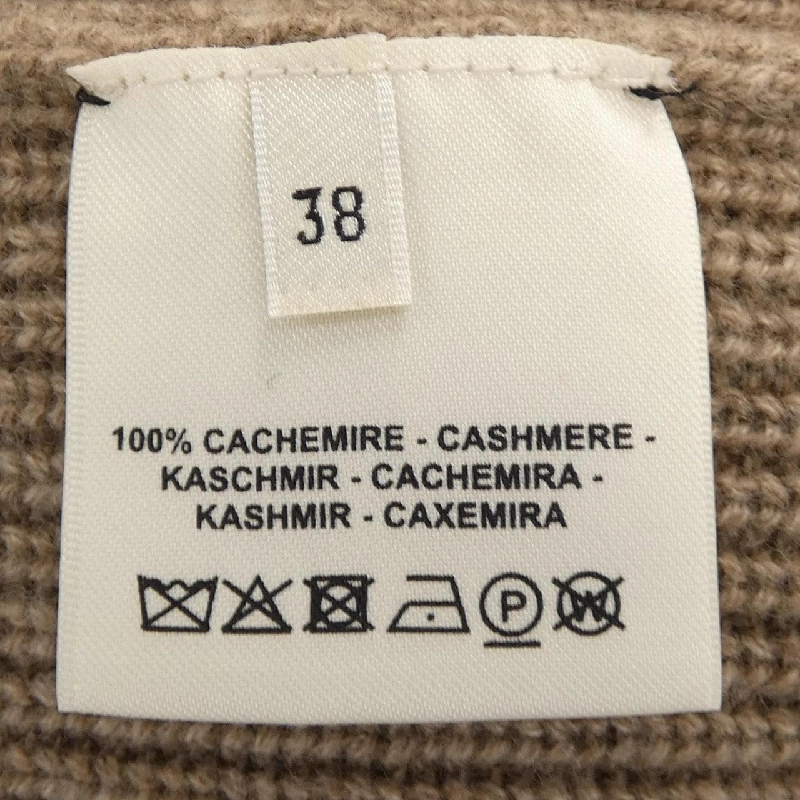 38
100% CACHEMIRE - CASHMERE -
KASCHMIR - CACHEMIRA -
KASHMIR - CAXEMIRA
P W